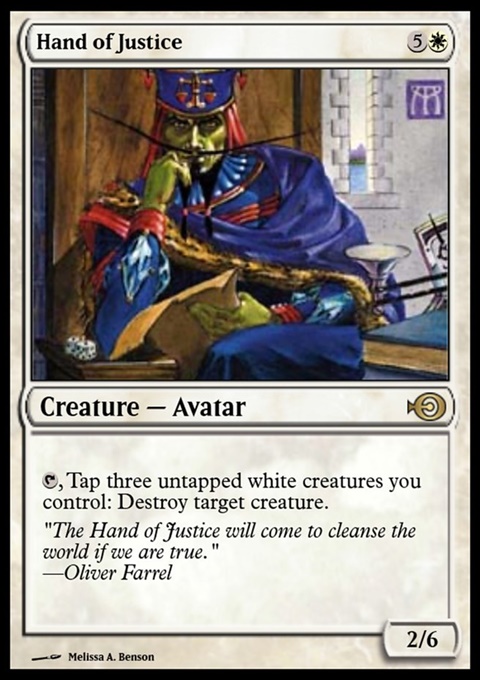 Hand of Justice 5
, Tap three untapped white creatures you
control: Destroy target creature.
"The Hand of Justice will come to cleanse the
world if we are true."
—Oliver Farrel
Creature — Avatar
2/6
Melissa A. Benson